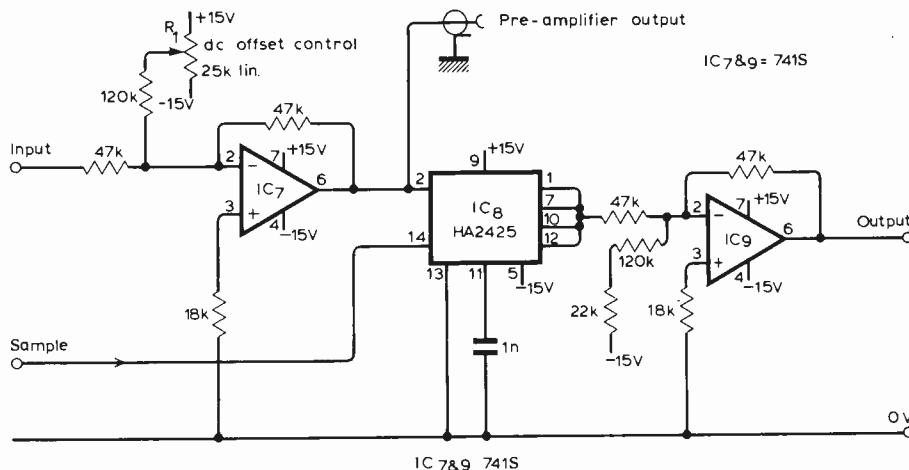 +15V
R1
dc offset control
25k lin.
-15V
120k
Pre-amplifier output
IC7&9 = 741S
Input
47k
47k
2
-
7
+15V
IC7
6
3
+
4
-15V
18k
Sample
2
9
+15V
IC8
HA2425
14
13
11
5
-15V
1
7
10
12
1n
47k
120k
22k
-15V
47k
2
-
7
+15V
IC9
6
3
+
4
-15V
18k
Output
0V
IC7&9 741S